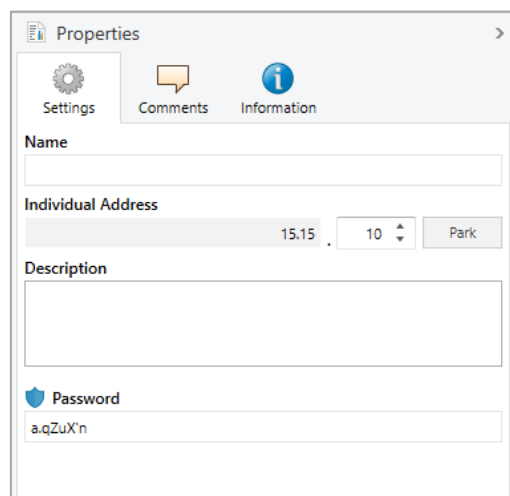 Properties
Settings Comments Information
Name
Individual Address
15.15 . 10 Park
Description
Password
a.qZuX'n